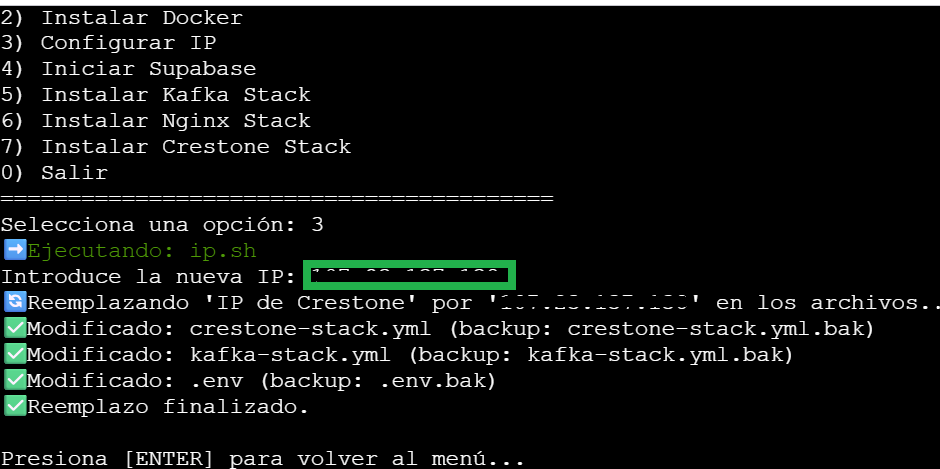 2) Instalar Docker
3) Configurar IP
4) Iniciar Supabase
5) Instalar Kafka Stack
6) Instalar Nginx Stack
7) Instalar Crestone Stack
0) Salir
=========================================
Selecciona una opción: 3
➡Ejecutando: ip.sh
Introduce la nueva IP:
🔄Reemplazando 'IP de Crestone' por '' en los archivos..
✅Modificado: crestone-stack.yml (backup: crestone-stack.yml.bak)
✅Modificado: kafka-stack.yml (backup: kafka-stack.yml.bak)
✅Modificado: .env (backup: .env.bak)
✅Reemplazo finalizado.
Presiona [ENTER] para volver al menú...